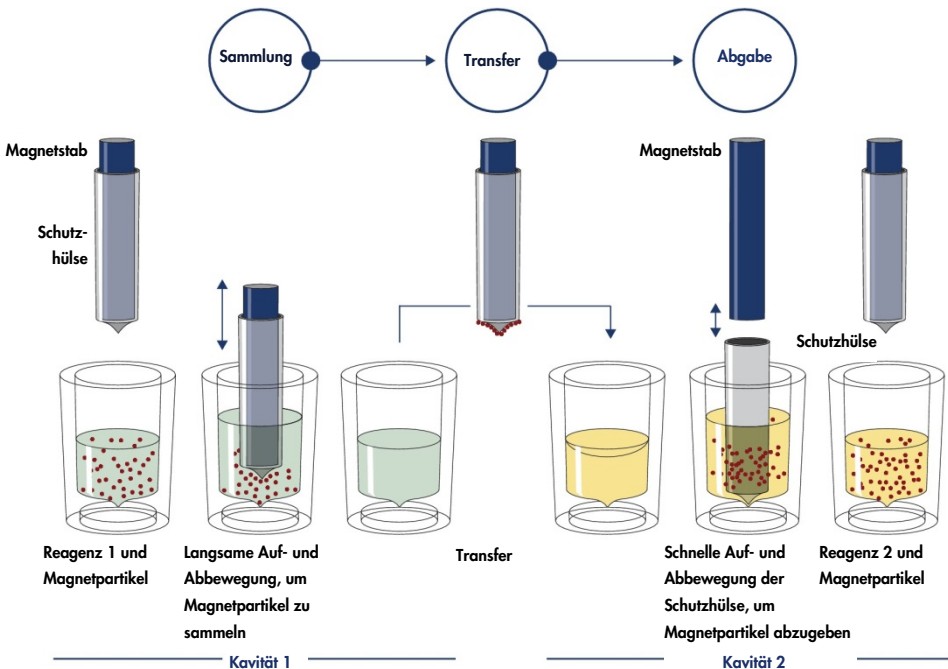 Sammlung
Transfer
Abgabe
Magnetstab
Schutz-
hülse
Magnetstab
Schutzhülse
Reagenz 1 und
Magnetpartikel
Langsame Auf- und
Abbewegung, um
Magnetpartikel zu
sammeln
Transfer
Schnelle Auf- und
Abbewegung der
Schutzhülse, um
Magnetpartikel abzugeben
Reagenz 2 und
Magnetpartikel
Kavität 1
Kavität 2